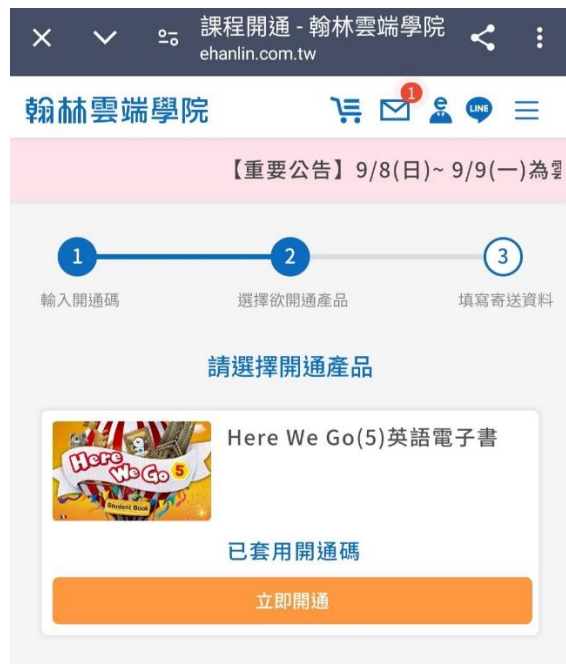 課程開通 - 翰林雲端學院
ehanlin.com.tw
翰林雲端學院
1
LINE
【重要公告】9/8(日)~ 9/9(一)為
1
2
3
輸入開通碼
選擇欲開通產品
填寫寄送資料
請選擇開通產品
Here We Go 5
Student Book
Here We Go(5)英語電子書
已套用開通碼
立即開通